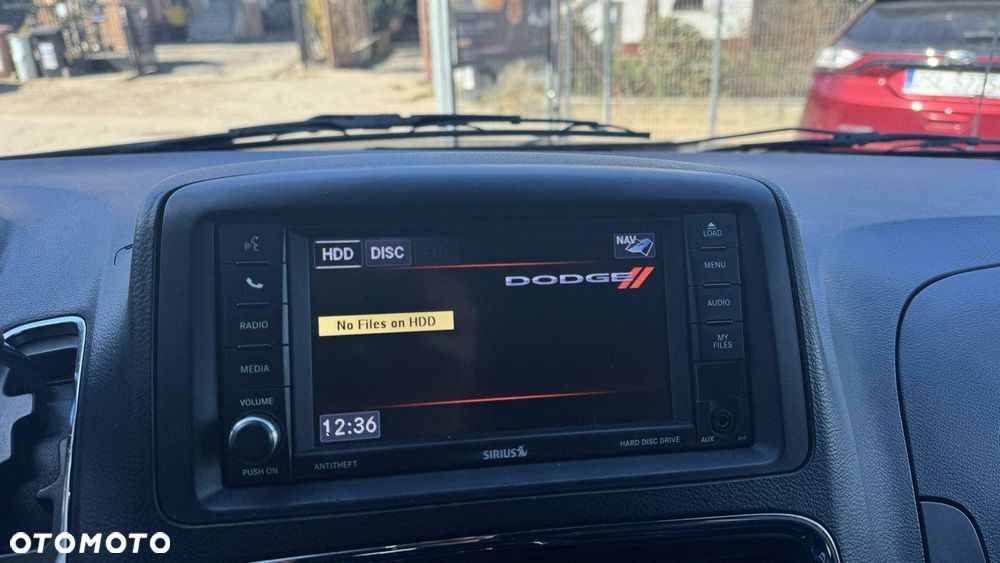 HDD DISC
NAV
DODGE
No Files on HDD
12:36
RADIO
MEDIA
VOLUME
PUSH ON
LOAD
MENU
AUDIO
MY
FILES
AUX
ANTITHEFT
SIRIUS
HARD DISC DRIVE
OTOMOTO